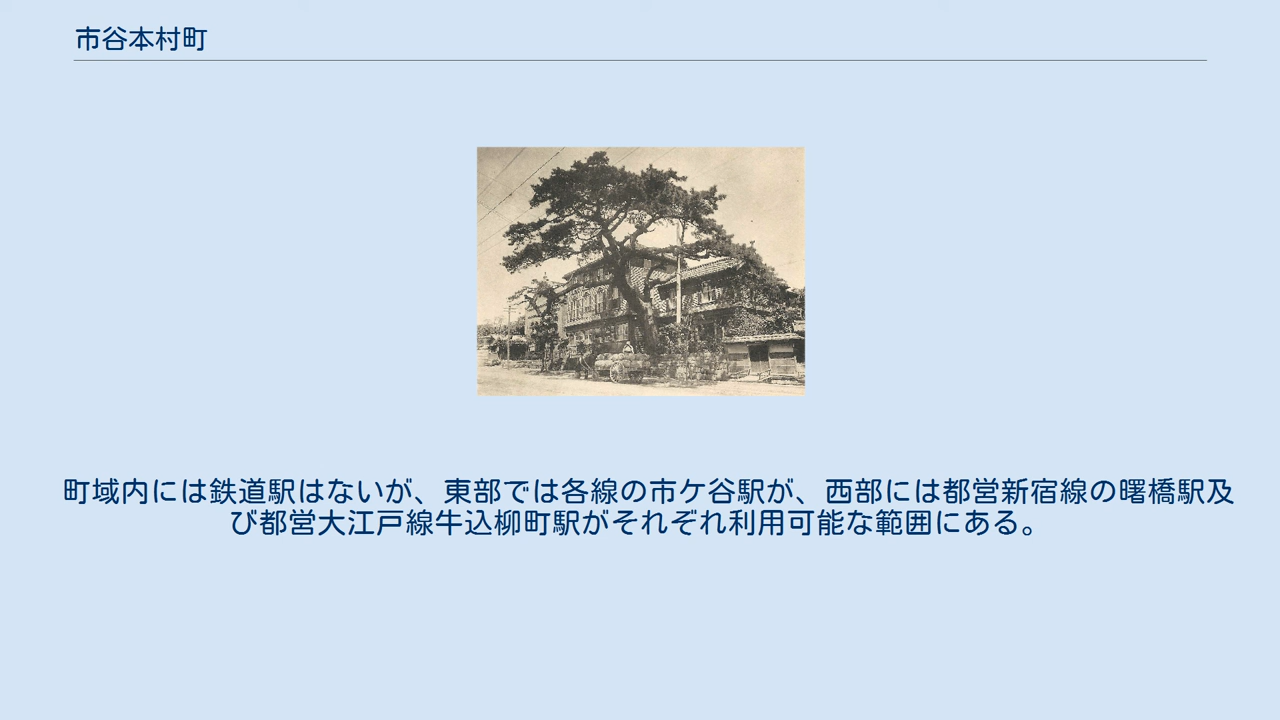 市谷本村町
町域内には鉄道駅はないが、東部では各線の市ケ谷駅が、西部には都営新宿線の曙橋駅及
び都営大江戸線牛込柳町駅がそれぞれ利用可能な範囲にある。